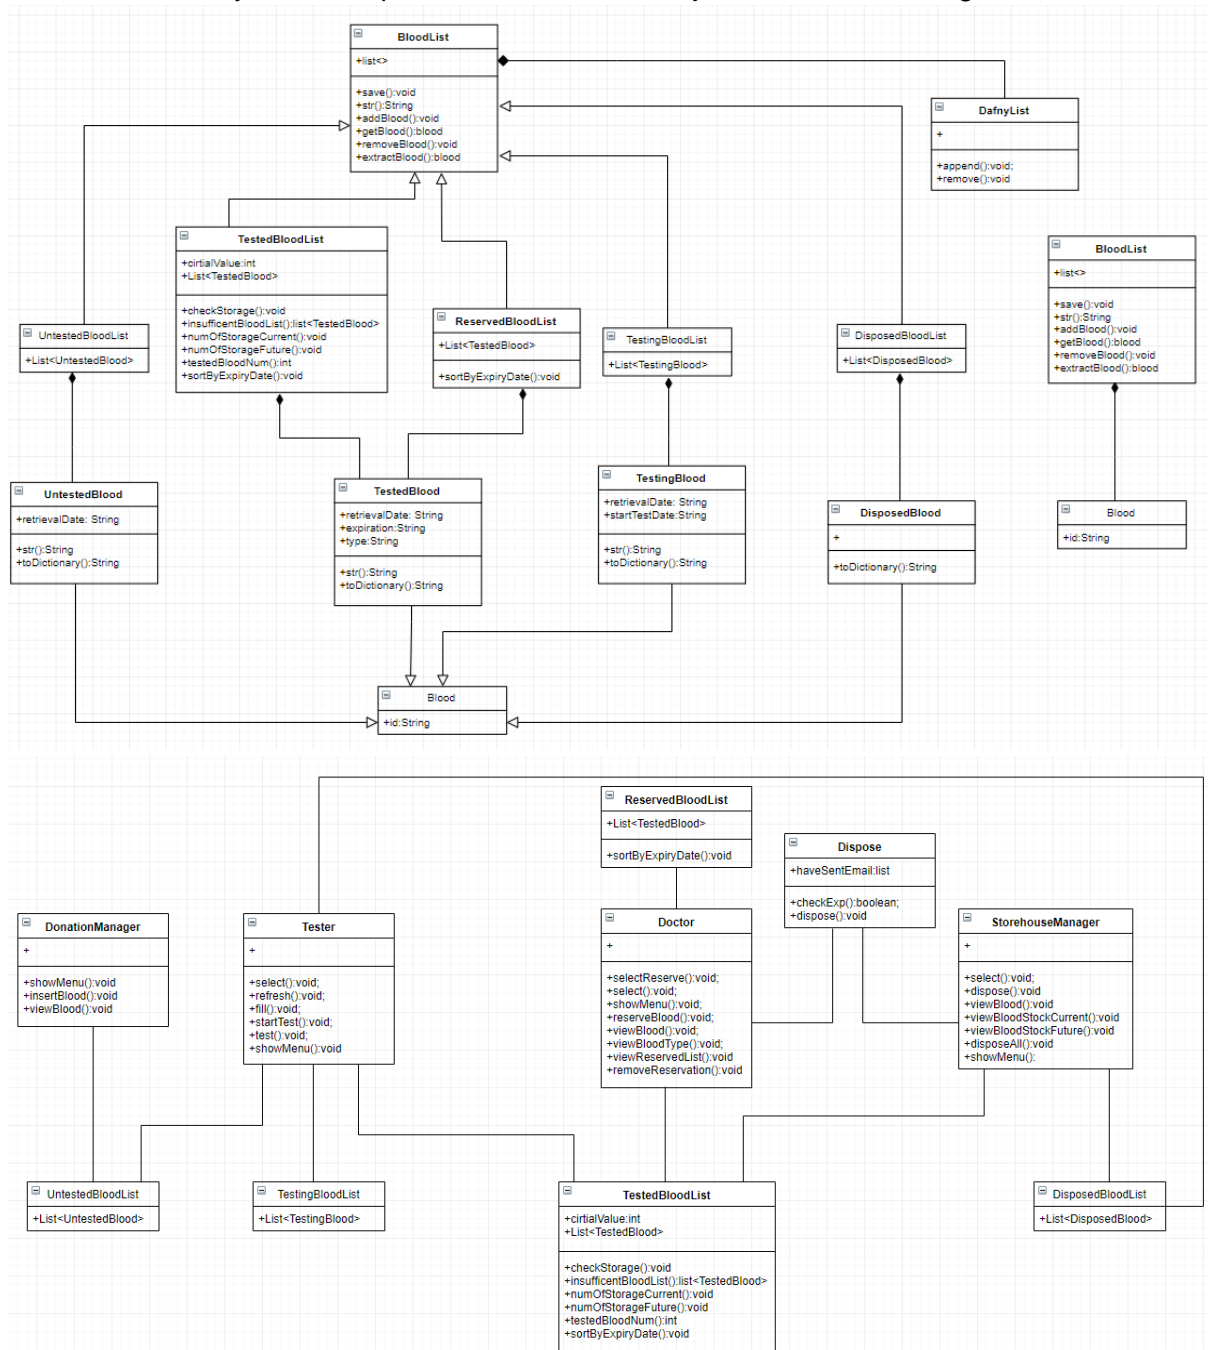 BloodList
+list<>
+save():void
+str():String
+addBlood():void
+getBlood():blood
+removeBlood():void
+extractBlood():blood
DafnyList
+
+append():void;
+remove():void
TestedBloodList
+cirtialValue:int
+List<TestedBlood>
+checkStorage():void
+insufficentBloodList():list<TestedBlood>
+numOfStorageCurrent():void
+numOfStorageFuture():void
+testedBloodNum():int
+sortByExpiryDate():void
BloodList
+list<>
+save():void
+str():String
+addBlood():void
+getBlood():blood
+removeBlood():void
+extractBlood():blood
UntestedBloodList
+List<UntestedBlood>
ReservedBloodList
+List<TestedBlood>
+sortByExpiryDate():void
TestingBloodList
+List<TestingBlood>
DisposedBloodList
+List<DisposedBlood>
UntestedBlood
+retrievalDate: String
+str():String
+toDictionary():String
TestedBlood
+retrievalDate: String
+expiration:String
+type:String
+str():String
+toDictionary():String
TestingBlood
+retrievalDate: String
+startTestDate:String
+str():String
+toDictionary():String
DisposedBlood
+
+toDictionary():String
Blood
+id:String
Blood
+id:String
ReservedBloodList
+List<TestedBlood>
+sortByExpiryDate():void
Dispose
+haveSentEmail:list
+checkExp():boolean;
+dispose():void
DonationManager
+
+showMenu():void
+insertBlood():void
+viewBlood():void
Tester
+
+select():void;
+refresh():void;
+fill():void;
+startTest():void;
+test():void;
+showMenu():void
Doctor
+
+selectReserve():void;
+select():void;
+showMenu():void;
+reserveBlood():void;
+viewBlood():void;
+viewBloodType():void;
+viewReservedList():void
+removeReservation():void
StorehouseManager
+
+select():void;
+dispose():void
+viewBlood():void
+viewBloodStockCurrent():void
+viewBloodStockFuture():void
+disposeAll():void
+showMenu():
UntestedBloodList
+List<UntestedBlood>
TestingBloodList
+List<TestingBlood>
TestedBloodList
+cirtialValue:int
+List<TestedBlood>
+checkStorage():void
+insufficentBloodList():list<TestedBlood>
+numOfStorageCurrent():void
+numOfStorageFuture():void
+testedBloodNum():int
+sortByExpiryDate():void
DisposedBloodList
+List<DisposedBlood>